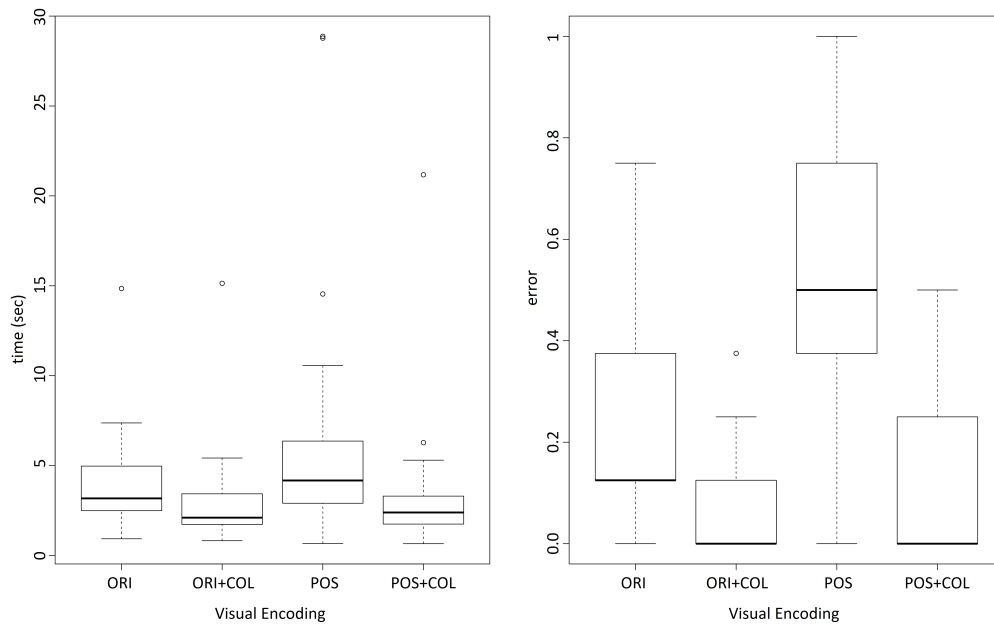 30
25
20
15
10
5
0
time (sec)
ORI ORI+COL POS POS+COL
Visual Encoding
1
0.8
0.6
0.4
0.2
0.0
error
ORI ORI+COL POS POS+COL
Visual Encoding